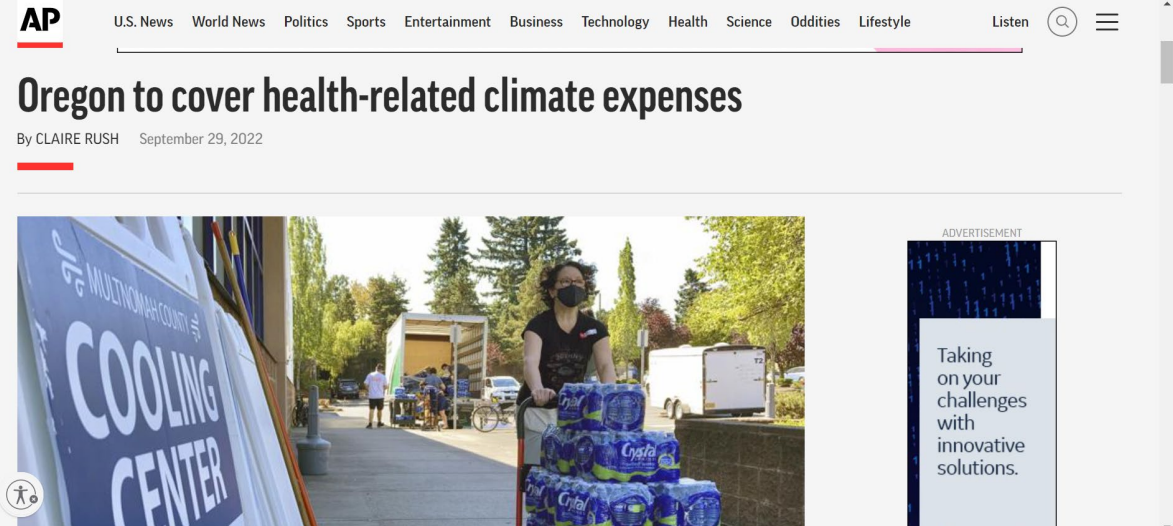 AP
U.S. News World News Politics Sports Entertainment Business Technology Health Science Oddities Lifestyle Listen
Oregon to cover health-related climate expenses
By CLAIRE RUSH September 29, 2022
MULTNOMAH COUNTY
COOLING
CENTER
T2
Crystal
Crystal
Crystal
ADVERTISEMENT
Taking
on your
challenges
with
innovative
solutions.